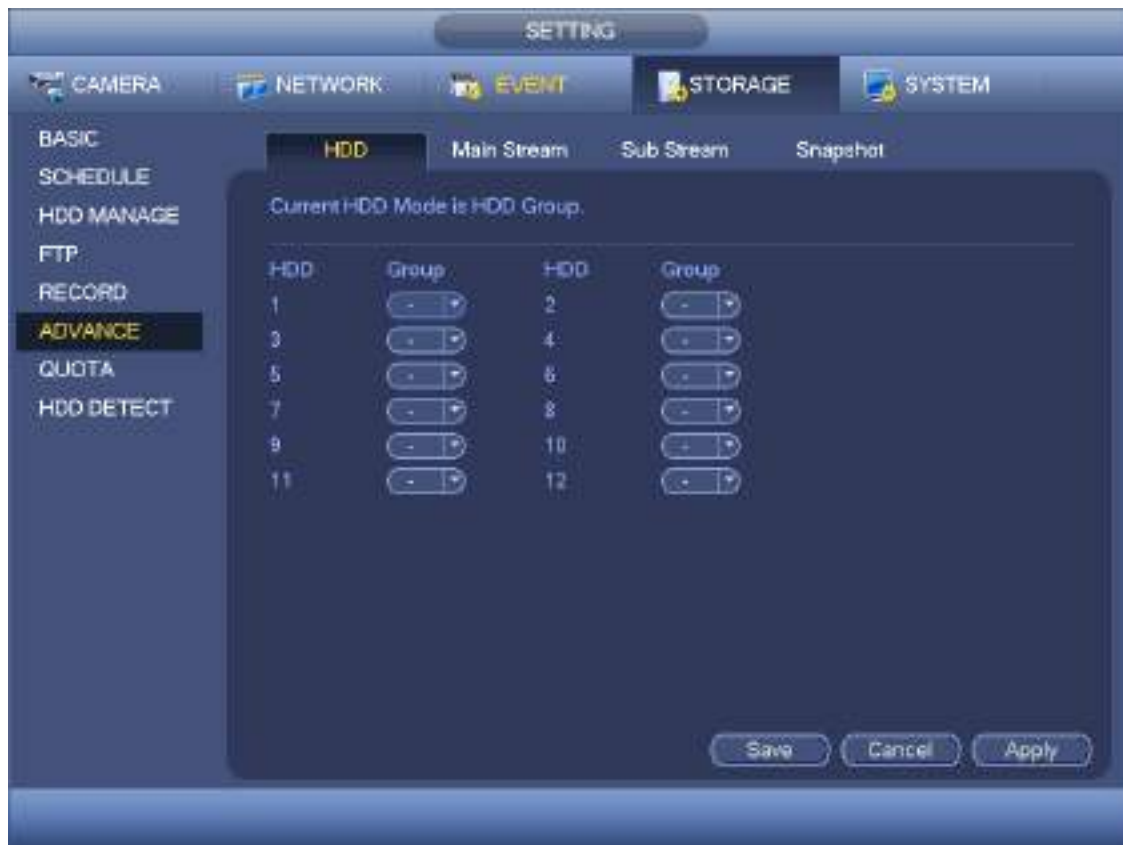 SETTING
CAMERA NETWORK EVENT STORAGE SYSTEM
BASIC
SCHEDULE
HDD MANAGE
FTP
RECORD
ADVANCE
QUOTA
HDD DETECT
HDD Main Stream Sub Stream Snapshot
Current HDD Mode is HDD Group.
HDD Group HDD Group
1 - 2 -
3 - 4 -
5 - 6 -
7 - 8 -
9 - 10 -
11 - 12 -
Save Cancel Apply